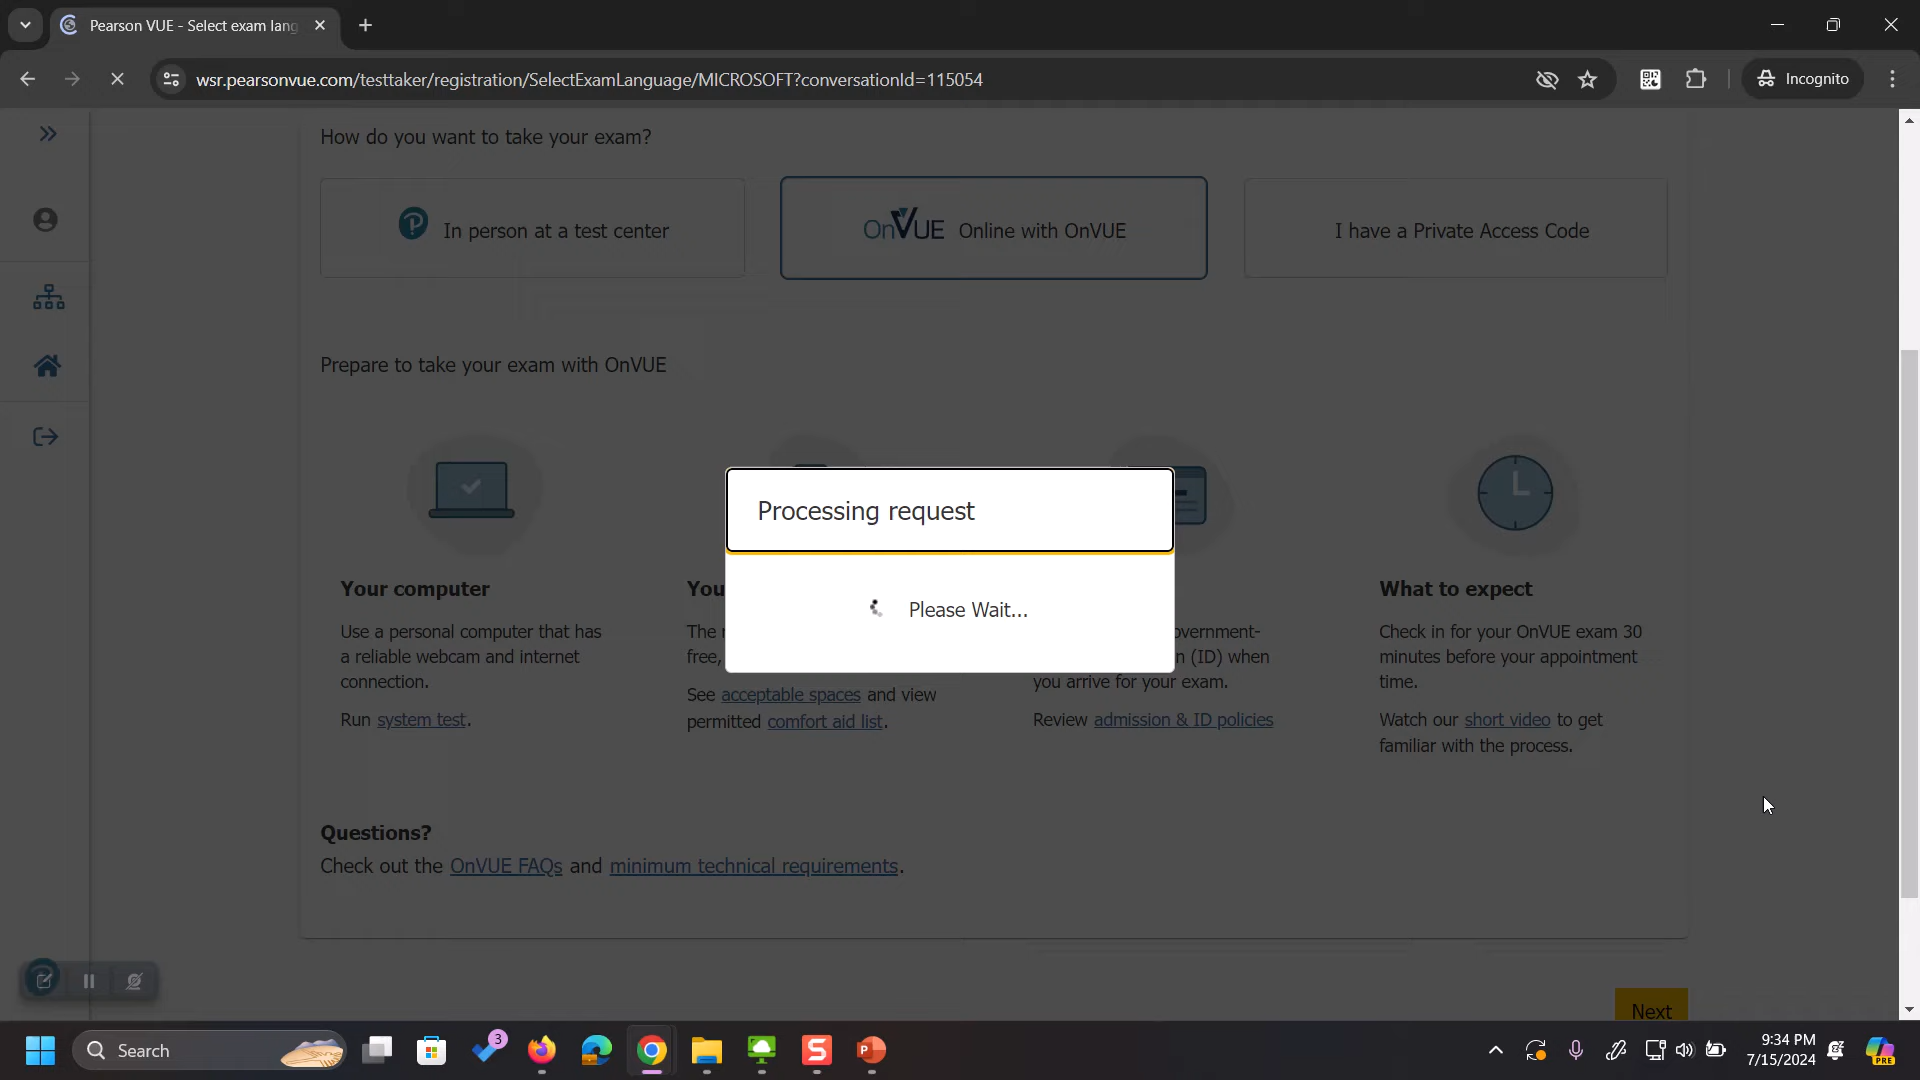 Pearson VUE - Select exam lang
wsr.pearsonvue.com/testtaker/registration/SelectExamLanguage/MICROSOFT?conversationId=115054
Incognito
How do you want to take your exam?
In person at a test center
OnVUE Online with OnVUE
I have a Private Access Code
Prepare to take your exam with OnVUE
Processing request
Please Wait...
Your computer
Use a personal computer that has
a reliable webcam and internet
connection.
Run system test.
You
The
free,
See acceptable spaces and view
permitted comfort aid list.
overnment-
n (ID) when
you arrive for your exam.
Review admission & ID policies
What to expect
Check in for your OnVUE exam 30
minutes before your appointment
time.
Watch our short video to get
familiar with the process.
Questions?
Check out the OnVUE FAQs and minimum technical requirements.
Next
Search
3
9:34 PM
7/15/2024
PRE